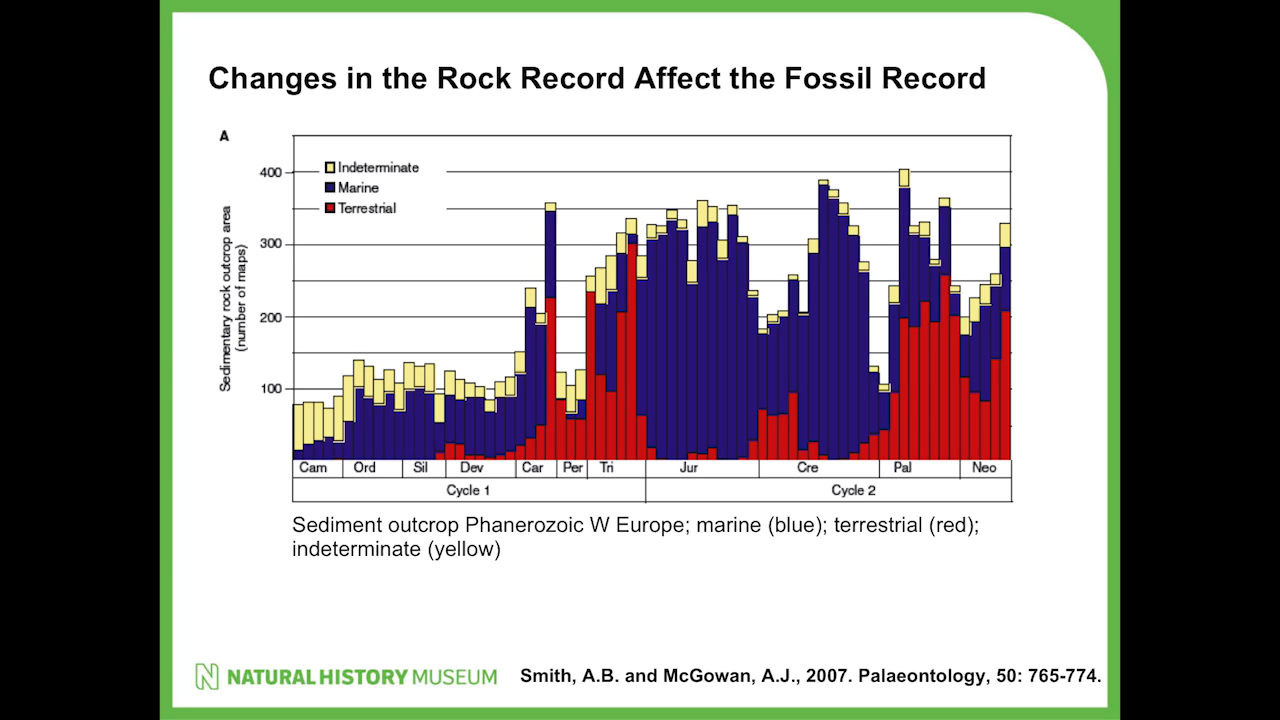 Changes in the Rock Record Affect the Fossil Record
A
Indeterminate
Marine
Terrestrial
400
300
200
100
Sedimentary rock outcrop area
(number of maps)
Cam Ord Sil Dev Car Per Tri Jur Cre Pal Neo
Cycle 1 Cycle 2
Sediment outcrop Phanerozoic W Europe; marine (blue); terrestrial (red);
indeterminate (yellow)
N NATURAL HISTORY MUSEUM
Smith, A.B. and McGowan, A.J., 2007. Palaeontology, 50: 765-774.